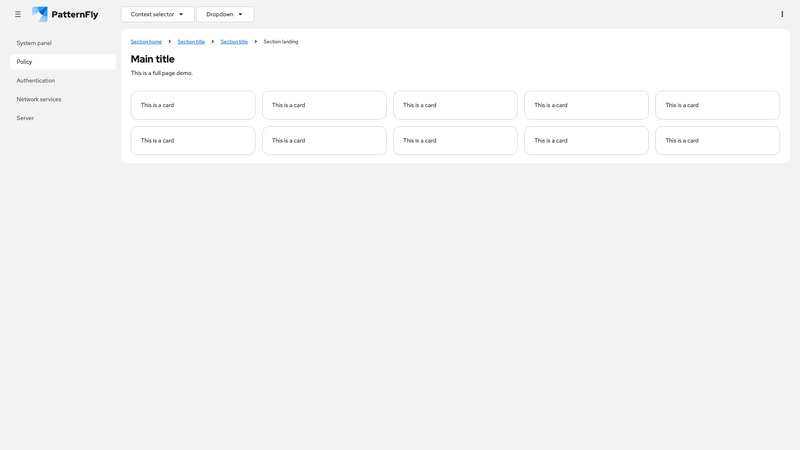 PatternFly
Context selector
Dropdown
System panel
Policy
Authentication
Network services
Server
Section home
Section title
Section title
Section landing
Main title
This is a full page demo.
This is a card
This is a card
This is a card
This is a card
This is a card
This is a card
This is a card
This is a card
This is a card
This is a card